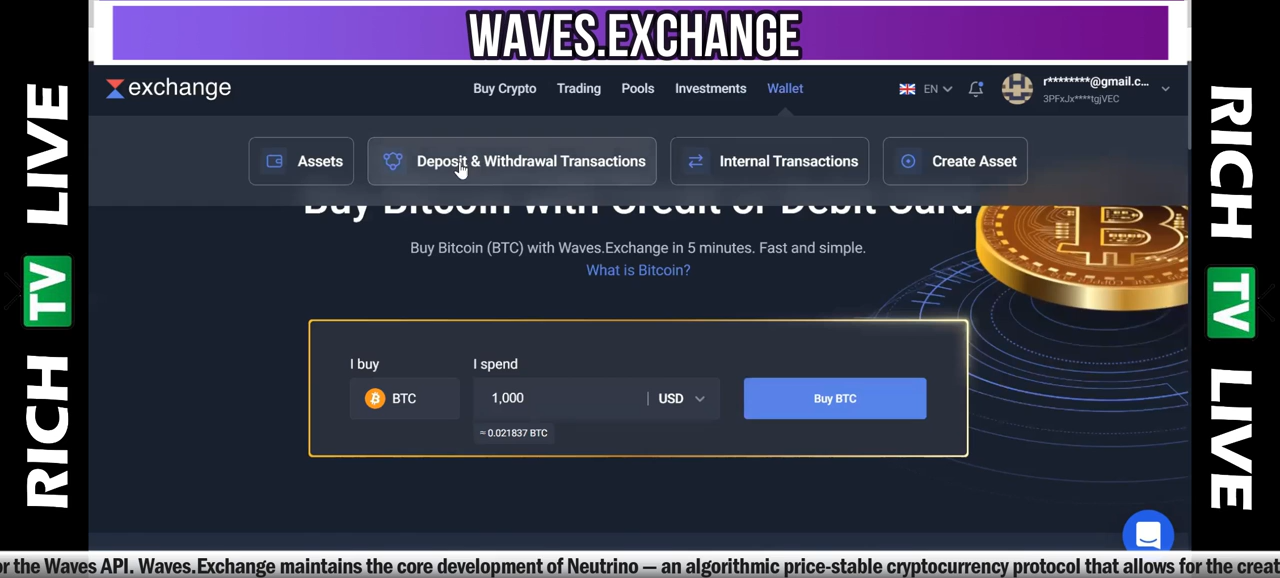 WAVES.EXCHANGE
RICH TV LIVE
exchange
Buy Crypto
Trading
Pools
Investments
Wallet
EN
r********@gmail.c...
3PFxJx****tgjVEC
Assets
Deposit & Withdrawal Transactions
Internal Transactions
Create Asset
Buy Bitcoin with Credit or Debit Card
Buy Bitcoin (BTC) with Waves.Exchange in 5 minutes. Fast and simple.
What is Bitcoin?
I buy
I spend
BTC
1,000
USD
Buy BTC
≈ 0.021837 BTC
RICH TV LIVE
or the Waves API. Waves.Exchange maintains the core development of Neutrino — an algorithmic price-stable cryptocurrency protocol that allows for the creat